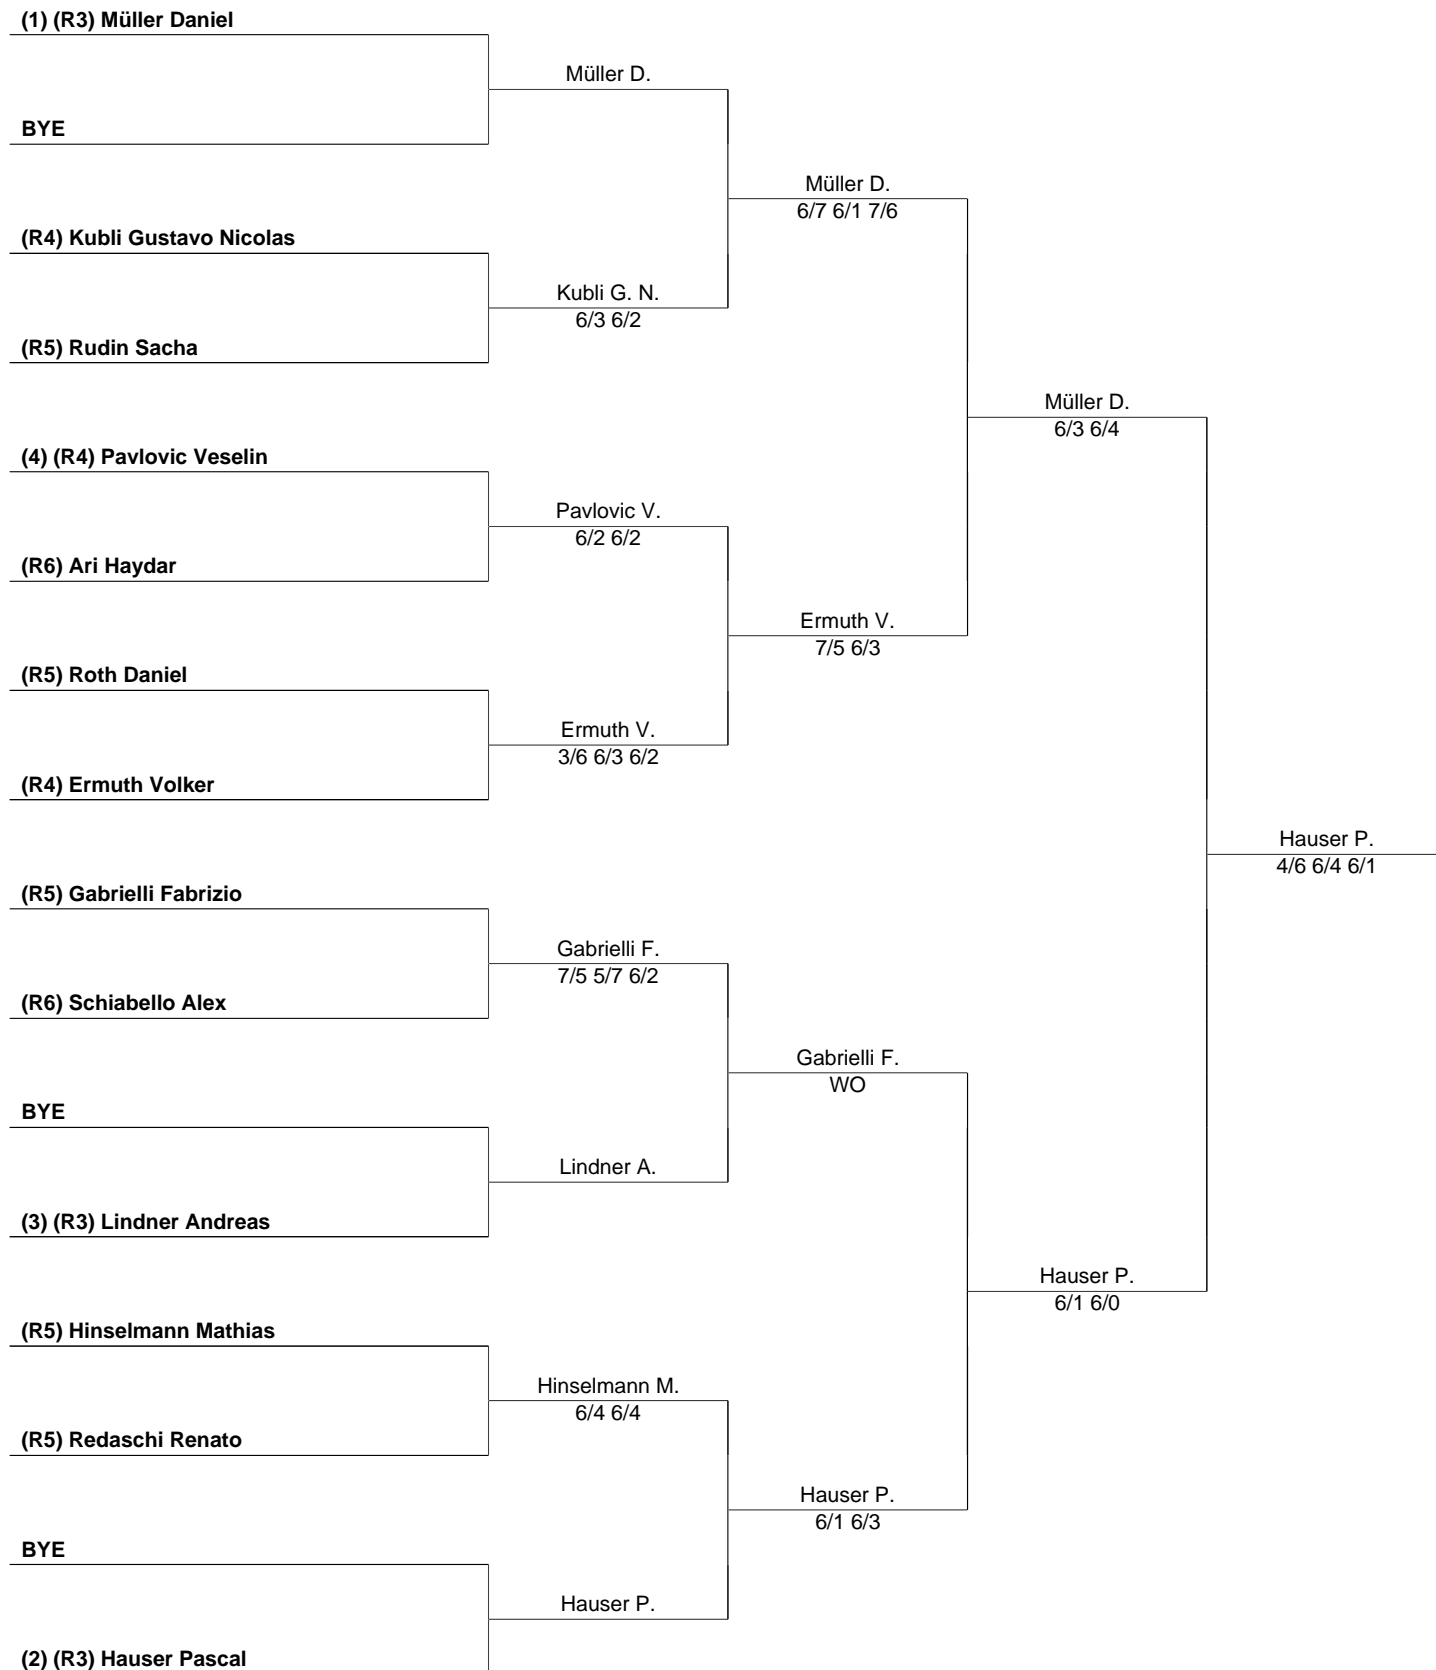 (1) (R3) Müller Daniel
Müller D.
BYE
Müller D.
6/7 6/1 7/6
(R4) Kubli Gustavo Nicolas
Kubli G. N.
6/3 6/2
(R5) Rudin Sacha
Müller D.
6/3 6/4
(4) (R4) Pavlovic Veselin
Pavlovic V.
6/2 6/2
(R6) Ari Haydar
Ermuth V.
7/5 6/3
(R5) Roth Daniel
Ermuth V.
3/6 6/3 6/2
(R4) Ermuth Volker
Hauser P.
4/6 6/4 6/1
(R5) Gabrielli Fabrizio
Gabrielli F.
7/5 5/7 6/2
(R6) Schiabello Alex
Gabrielli F.
WO
BYE
Lindner A.
(3) (R3) Lindner Andreas
Hauser P.
6/1 6/0
(R5) Hinselmann Mathias
Hinselmann M.
6/4 6/4
(R5) Redaschi Renato
Hauser P.
6/1 6/3
BYE
Hauser P.
(2) (R3) Hauser Pascal